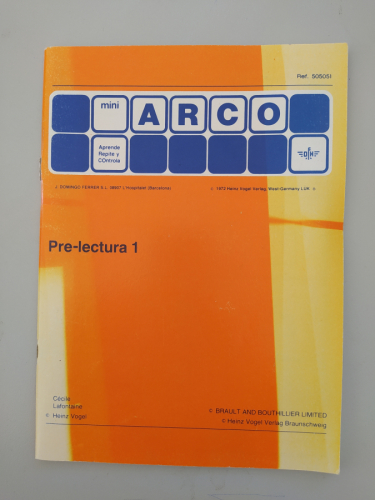 Ref. 505051
mini
ARCO
Aprende
Repite y
COntrola
J. DOMINGO FERRER S.L. 08907 L'Hospitalet (Barcelona)
1973 Heinz Vogel Verlag, West-Germany
Pre-lectura 1
Cécile
Lafontaine
© Heinz Vogel
© BRAULT AND BOUTHILLIER LIMITED
© Heinz Vogel Verlag Braunschweig